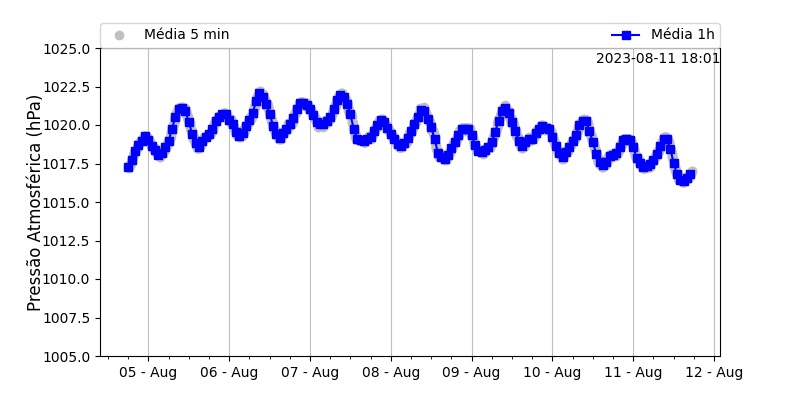 Média 5 min
Média 1h
2023-08-11 18:01
Pressão Atmosférica (hPa)
1025.0
1022.5
1020.0
1017.5
1015.0
1012.5
1010.0
1007.5
1005.0
05 - Aug
06 - Aug
07 - Aug
08 - Aug
09 - Aug
10 - Aug
11 - Aug
12 - Aug